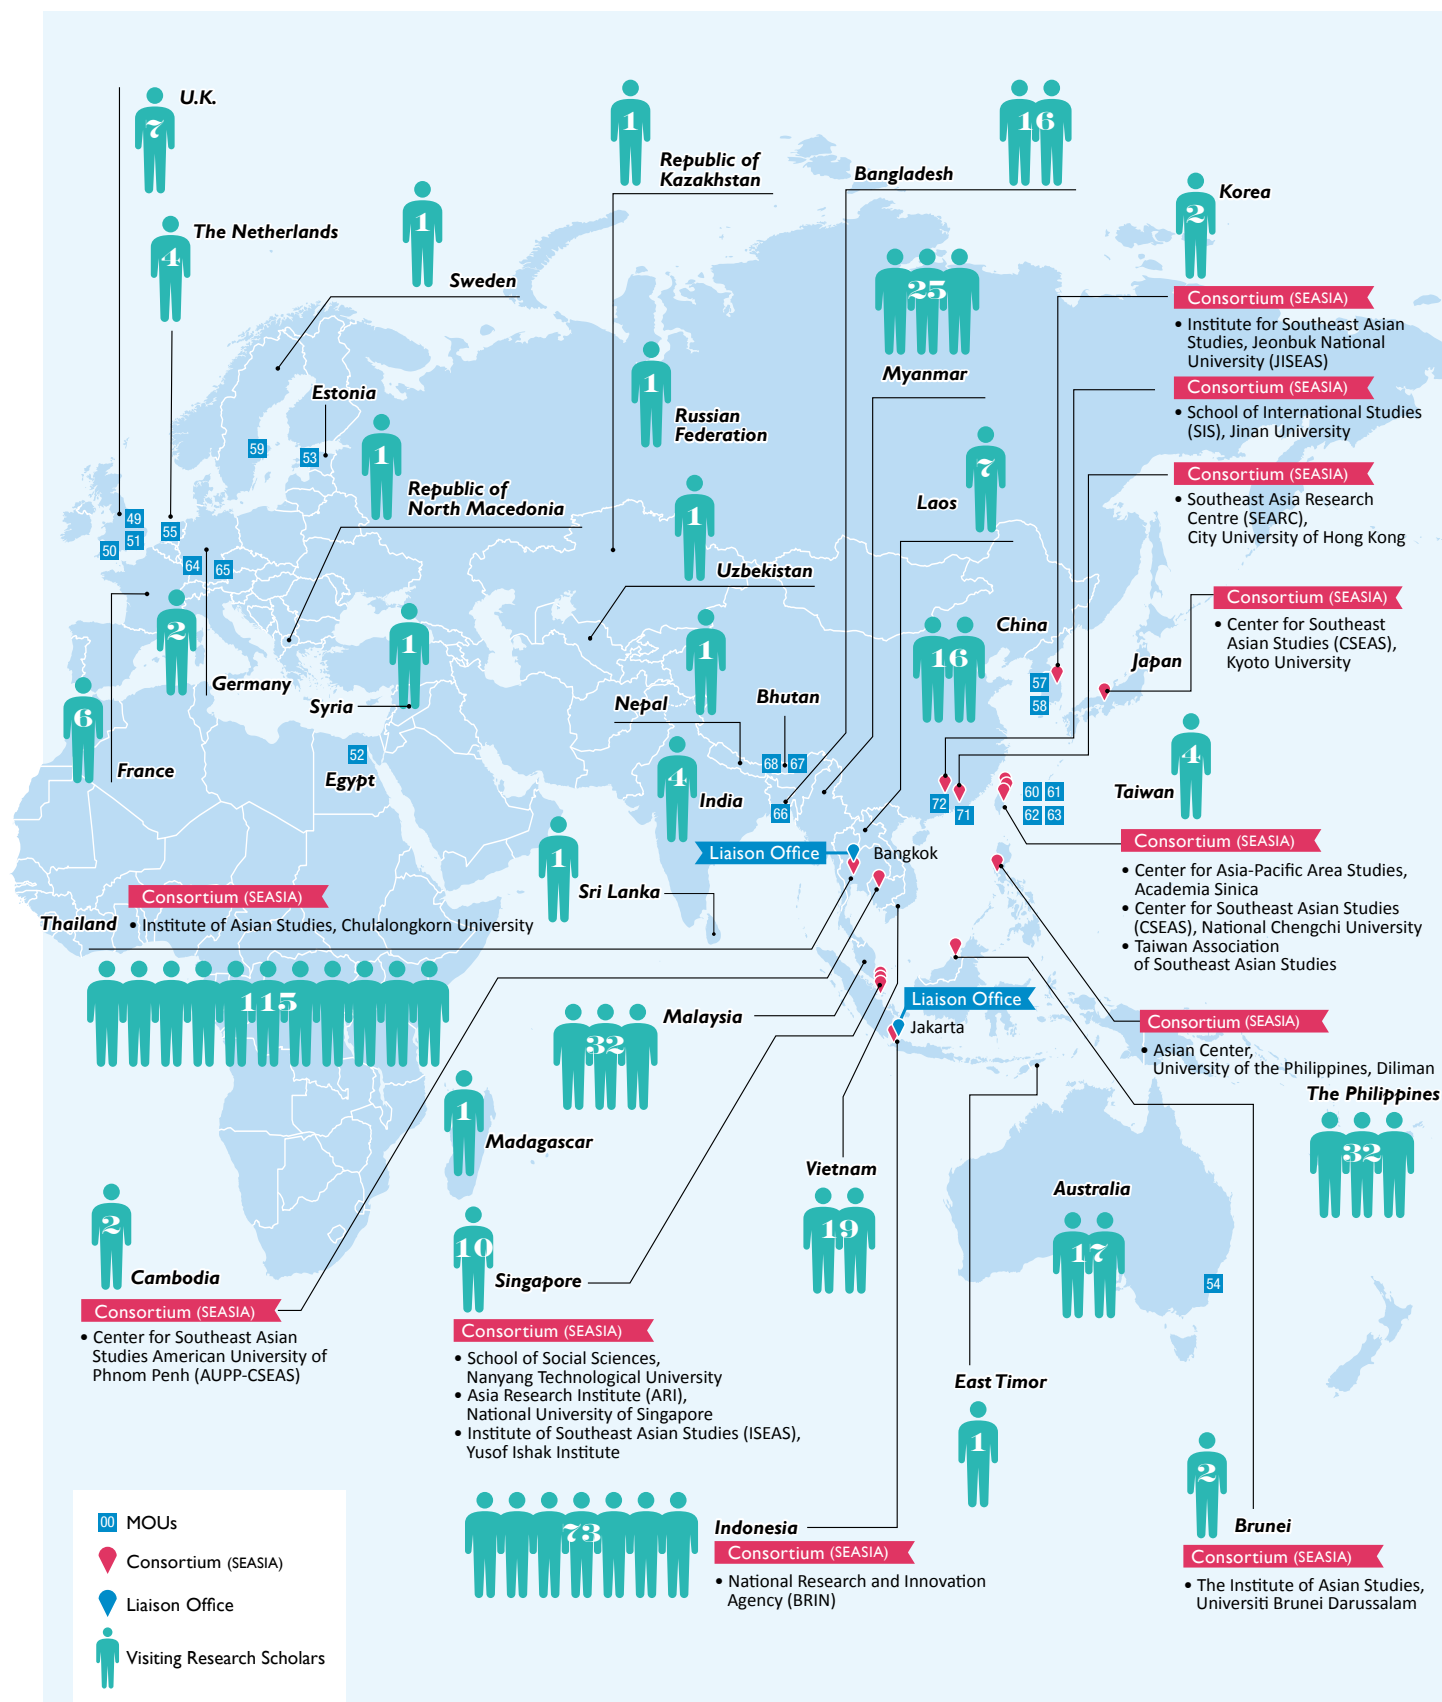 7
U.K.
4
The Netherlands
1
Sweden
1
Republic of
Kazakhstan
Bangladesh
16
2
Korea
25
Myanmar
Consortium (SEASIA)
• Institute for Southeast Asian
Studies, Jeonbuk National
University (JISEAS)
Consortium (SEASIA)
• School of International Studies
(SIS), Jinan University
Consortium (SEASIA)
• Southeast Asia Research
Centre (SEARC),
City University of Hong Kong
Estonia
59
53
1
Republic of
North Macedonia
1
Russian
Federation
1
Uzbekistan
7
Laos
49
50
51
55
64
65
2
Germany
6
France
1
Syria
52
Egypt
1
Nepal
Bhutan
68
67
66
4
India
16
China
57
58
Japan
Consortium (SEASIA)
• Center for Southeast
Asian Studies (CSEAS),
Kyoto University
4
Taiwan
72
71
60
61
62
63
Consortium (SEASIA)
• Center for Asia-Pacific Area Studies,
Academia Sinica
• Center for Southeast Asian Studies
(CSEAS), National Chengchi University
• Taiwan Association
of Southeast Asian Studies
Liaison Office
Bangkok
1
Sri Lanka
Consortium (SEASIA)
Thailand
• Institute of Asian Studies, Chulalongkorn University
115
Malaysia
32
Liaison Office
Jakarta
Consortium (SEASIA)
• Asian Center,
University of the Philippines, Diliman
The Philippines
32
1
Madagascar
Vietnam
19
Australia
17
54
2
Cambodia
Consortium (SEASIA)
• Center for Southeast Asian
Studies American University of
Phnom Penh (AUPP-CSEAS)
10
Singapore
Consortium (SEASIA)
• School of Social Sciences,
Nanyang Technological University
• Asia Research Institute (ARI),
National University of Singapore
• Institute of Southeast Asian Studies (ISEAS),
Yusof Ishak Institute
East Timor
1
73
Indonesia
Consortium (SEASIA)
• National Research and Innovation
Agency (BRIN)
2
Brunei
Consortium (SEASIA)
• The Institute of Asian Studies,
Universiti Brunei Darussalam
00 MOUs
Consortium (SEASIA)
Liaison Office
Visiting Research Scholars